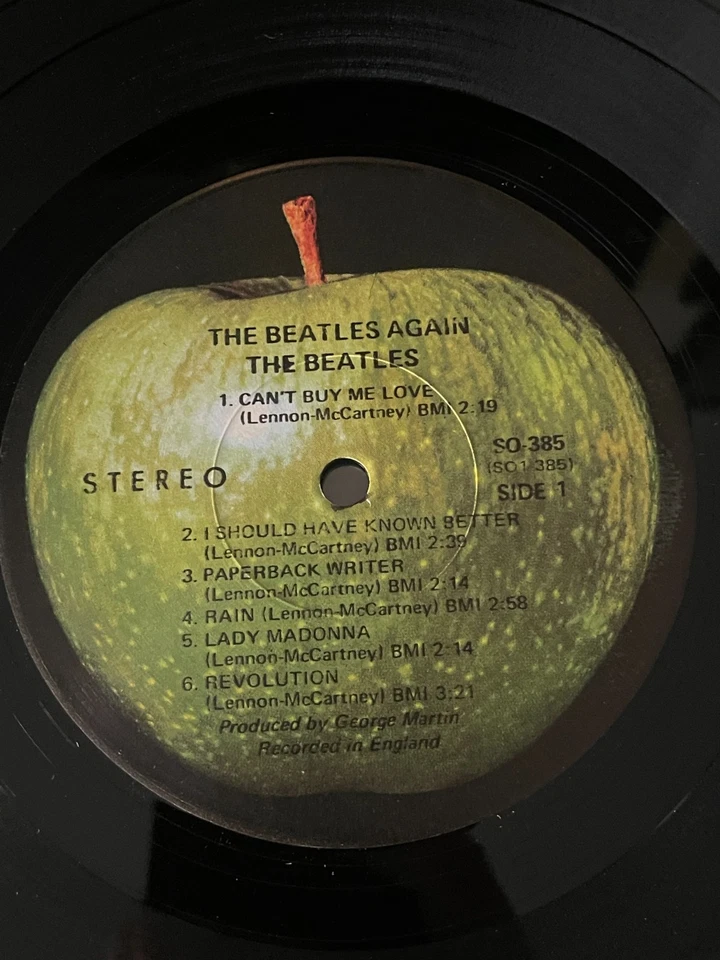 THE BEATLES AGAIN
THE BEATLES
1. CAN'T BUY ME LOVE
(Lennon-McCartney) BMI 2:19
SO-385
(SO1-385)
STEREO
SIDE 1
2. I SHOULD HAVE KNOWN BETTER
(Lennon-McCartney) BMI 2:39
3. PAPERBACK WRITER
(Lennon-McCartney) BMI 2:14
4. RAIN (Lennon-McCartney) BMI 2:58
5. LADY MADONNA
(Lennon-McCartney) BMI 2:14
6. REVOLUTION
(Lennon-McCartney) BMI 3:21
Produced by George Martin
Recorded in England